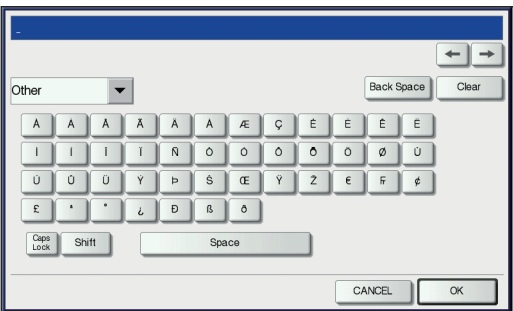 _
← →
Other Back Space Clear
À Á Â Ã Ä Å Æ Ç È É Ê Ë
Ì Í Î Ï Ñ Ò Ó Ô Õ Ö Ø Ù
Ú Û Ü Ý Þ Š Œ Ÿ Ž € ₣ ¢
£ ª ° ¿ Ð ß ð
Caps Lock Shift Space
CANCEL OK